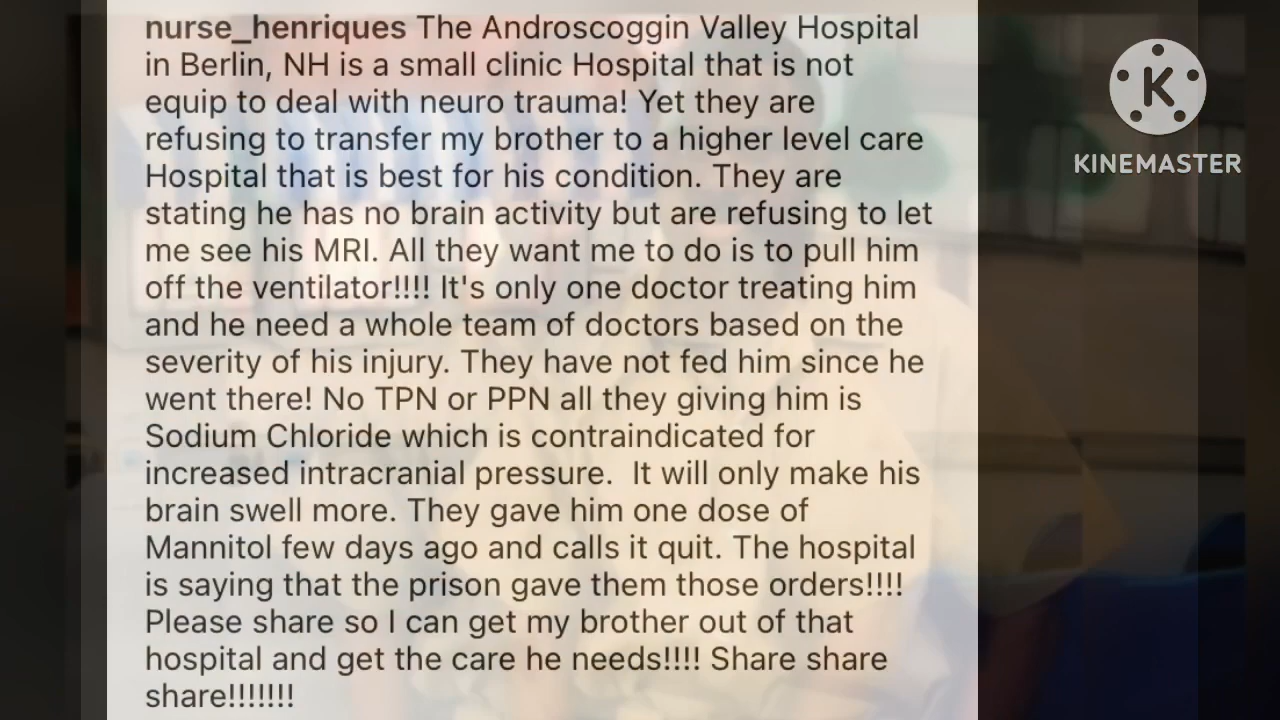 nurse_henriques The Androscoggin Valley Hospital
in Berlin, NH is a small clinic Hospital that is not
equip to deal with neuro trauma! Yet they are
refusing to transfer my brother to a higher level care
Hospital that is best for his condition. They are
stating he has no brain activity but are refusing to let
me see his MRI. All they want me to do is to pull him
off the ventilator!!!! It's only one doctor treating him
and he need a whole team of doctors based on the
severity of his injury. They have not fed him since he
went there! No TPN or PPN all they giving him is
Sodium Chloride which is contraindicated for
increased intracranial pressure.  It will only make his
brain swell more. They gave him one dose of
Mannitol few days ago and calls it quit. The hospital
is saying that the prison gave them those orders!!!!
Please share so I can get my brother out of that
hospital and get the care he needs!!!! Share share
share!!!!!!!
K
KINEMASTER